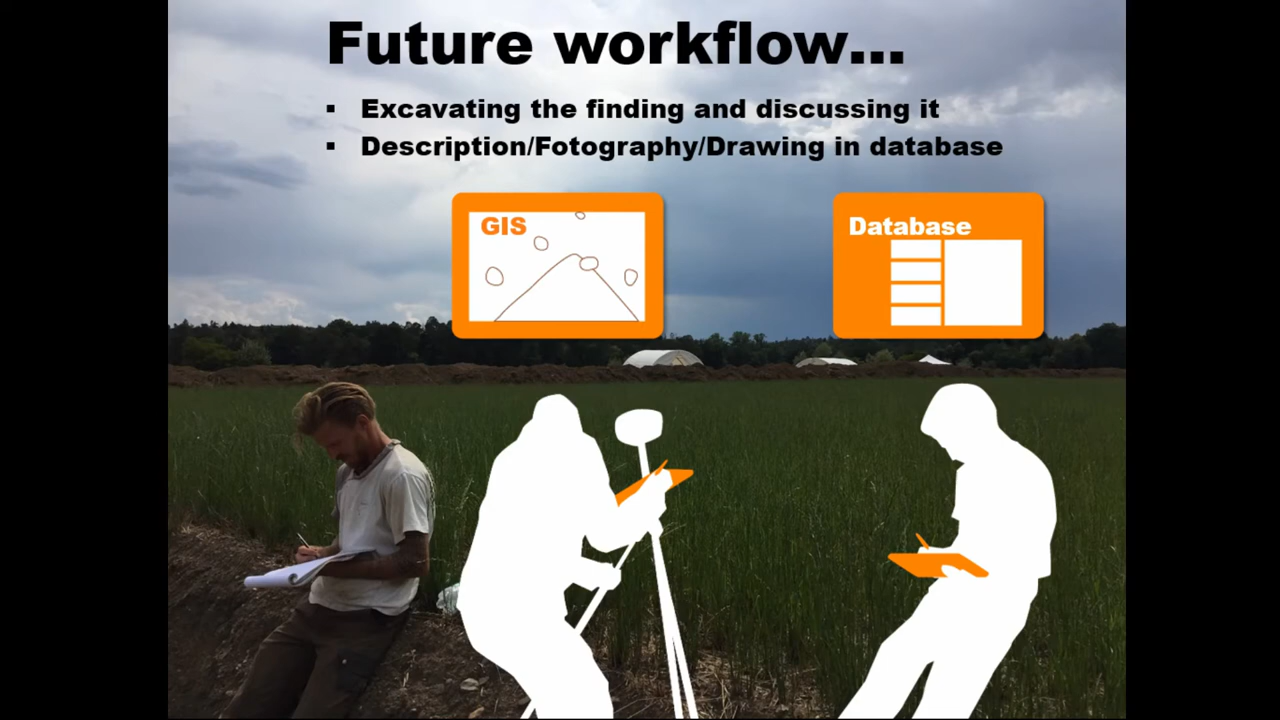 Future workflow...
▪ Excavating the finding and discussing it
▪ Description/Fotography/Drawing in database
GIS
Database